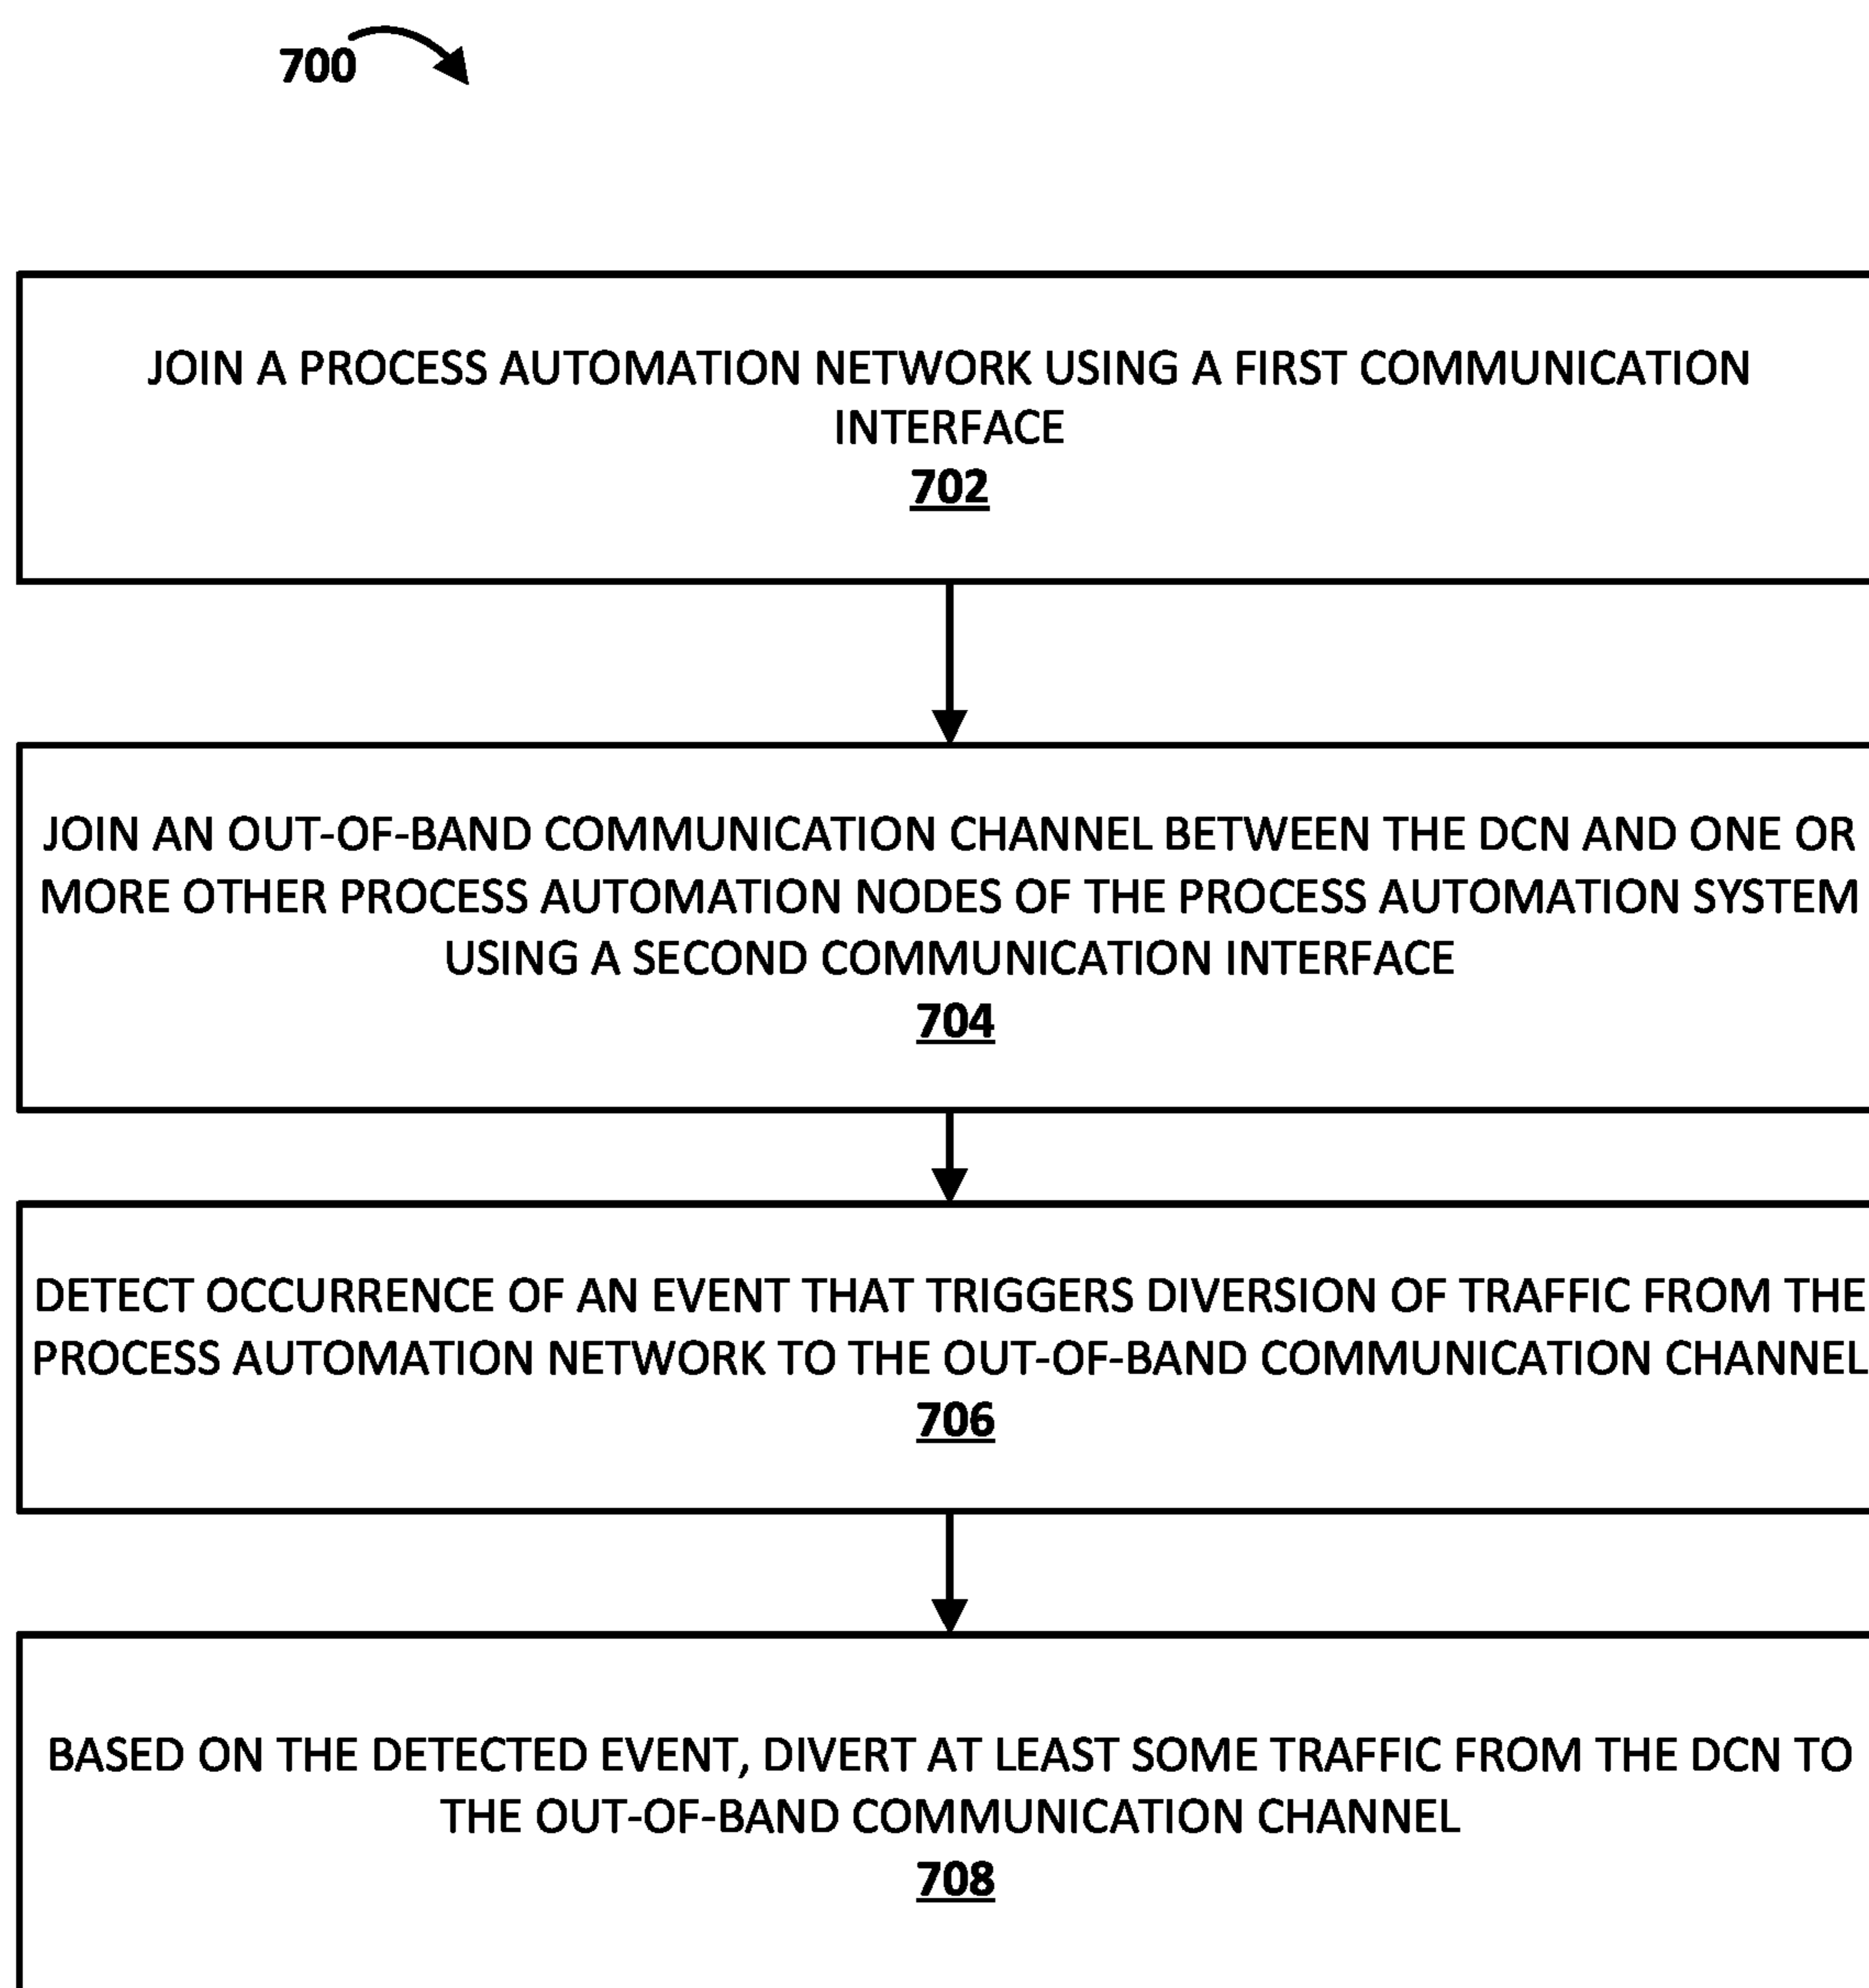 700
JOIN A PROCESS AUTOMATION NETWORK USING A FIRST COMMUNICATION
INTERFACE
702
JOIN AN OUT-OF-BAND COMMUNICATION CHANNEL BETWEEN THE DCN AND ONE OR
MORE OTHER PROCESS AUTOMATION NODES OF THE PROCESS AUTOMATION SYSTEM
USING A SECOND COMMUNICATION INTERFACE
704
DETECT OCCURRENCE OF AN EVENT THAT TRIGGERS DIVERSION OF TRAFFIC FROM THE
PROCESS AUTOMATION NETWORK TO THE OUT-OF-BAND COMMUNICATION CHANNEL
706
BASED ON THE DETECTED EVENT, DIVERT AT LEAST SOME TRAFFIC FROM THE DCN TO
THE OUT-OF-BAND COMMUNICATION CHANNEL
708